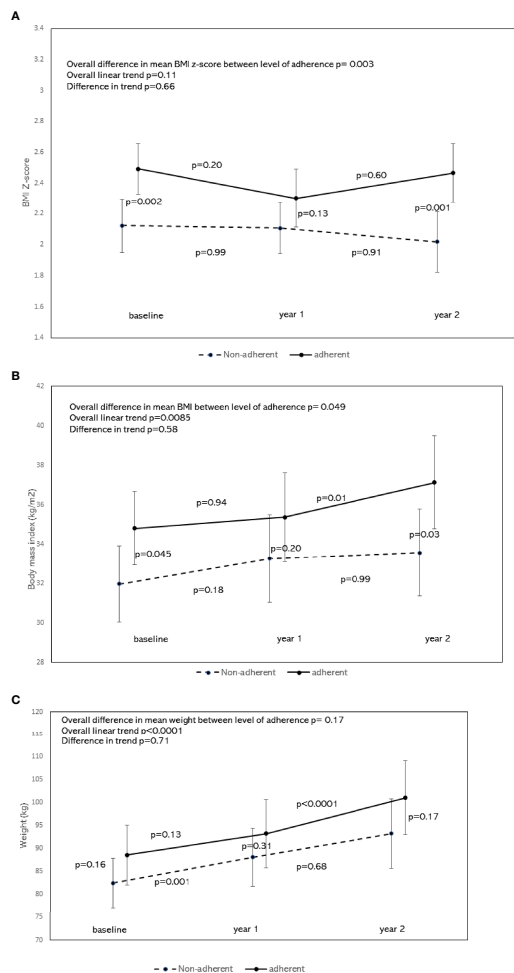 A
Overall difference in mean BMI z-score between level of adherence p= 0.003
Overall linear trend p=0.11
Difference in trend p=0.66
BMI Z-score
3.4
3.2
3
2.8
2.6
2.4
2.2
2
1.8
1.6
1.4
p=0.20
p=0.60
p=0.002
p=0.13
p=0.001
p=0.99
p=0.91
baseline
year 1
year 2
Non-adherent
adherent
B
Overall difference in mean BMI between level of adherence p= 0.049
Overall linear trend p=0.0085
Difference in trend p=0.58
Body mass index (kg/m2)
42
40
38
36
34
32
30
28
p=0.94
p=0.01
p=0.045
p=0.20
p=0.03
p=0.18
p=0.99
baseline
year 1
year 2
Non-adherent
adherent
C
Overall difference in mean weight between level of adherence p= 0.17
Overall linear trend p<0.0001
Difference in trend p=0.71
Weight (kg)
120
115
110
105
100
95
90
85
80
75
70
p=0.13
p<0.0001
p=0.16
p=0.31
p=0.17
p=0.001
p=0.68
baseline
year 1
year 2
Non-adherent
adherent